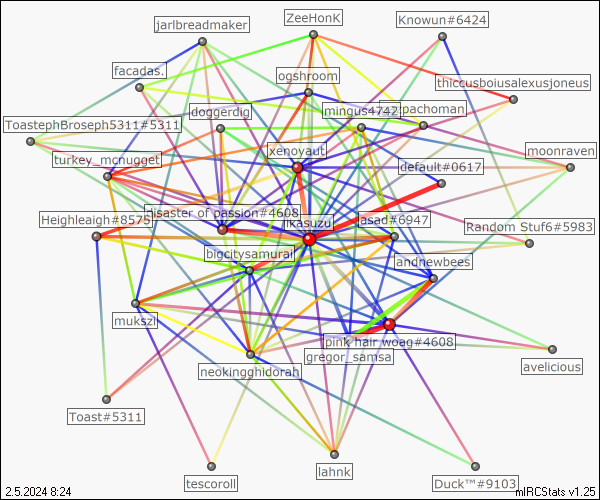 ZeeHonK
Knowun#6424
jarlbreadmaker
facadas.
ogshroom
thiccusboiusalexusjoneus
doggerdig
mingus4742
pachoman
ToastephBroseph5311#5311
turkey_mcnugget
xenoyaut
moonraven
default#0617
Heighleaigh#8575
disaster of passion#4608
ikasuzu
asad#6947
Random Stuf6#5983
bigcitysamurai
andnewbees
mukszi
pink hair woag#4608
gregor_samsa
avelicious
neokingghidorah
Toast#5311
tescoroll
lahnk
Duck™#9103
2.5.2024 8:24
mIRCStats v1.25